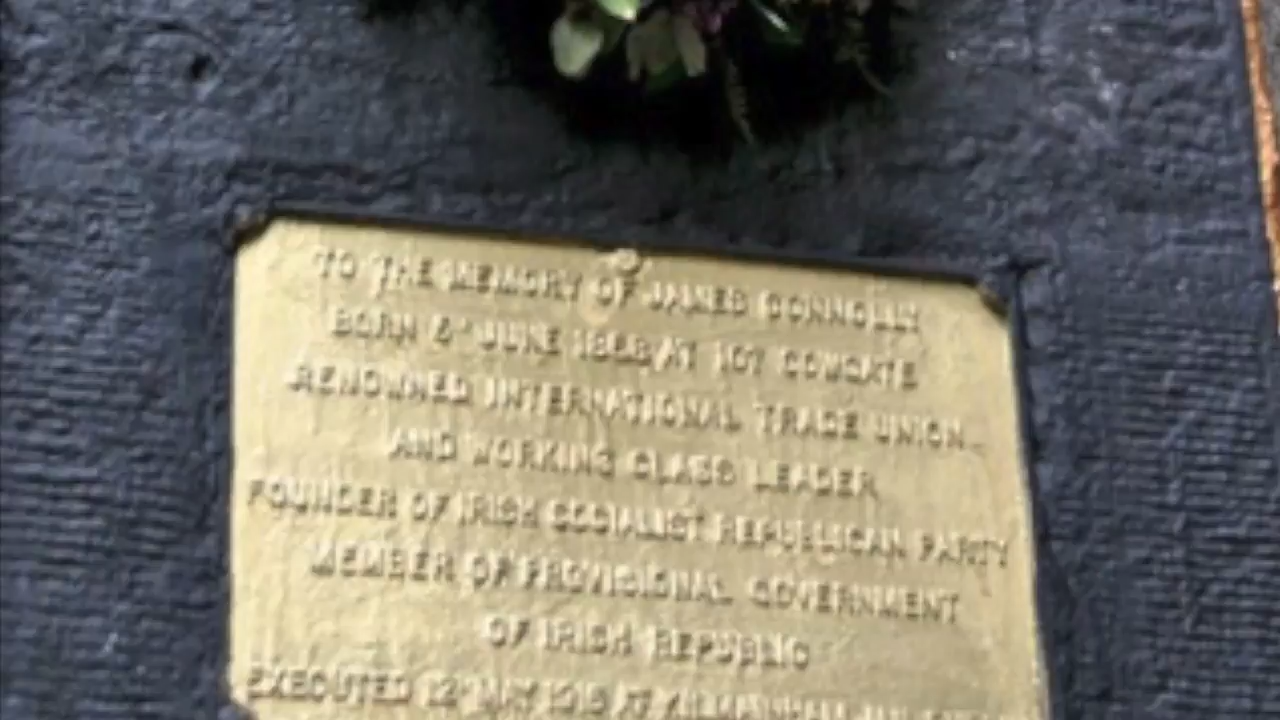 TO THE MEMORY OF JAMES CONNOLLY
BORN 5TH JUNE 1868 AT 107 COWGATE
RENOWNED INTERNATIONAL TRADE UNION
AND WORKING CLASS LEADER
FOUNDER OF IRISH SOCIALIST REPUBLICAN PARTY
MEMBER OF PROVISIONAL GOVERNMENT
OF IRISH REPUBLIC
EXECUTED 12TH MAY 1916 AT KILMAINHAM JAIL